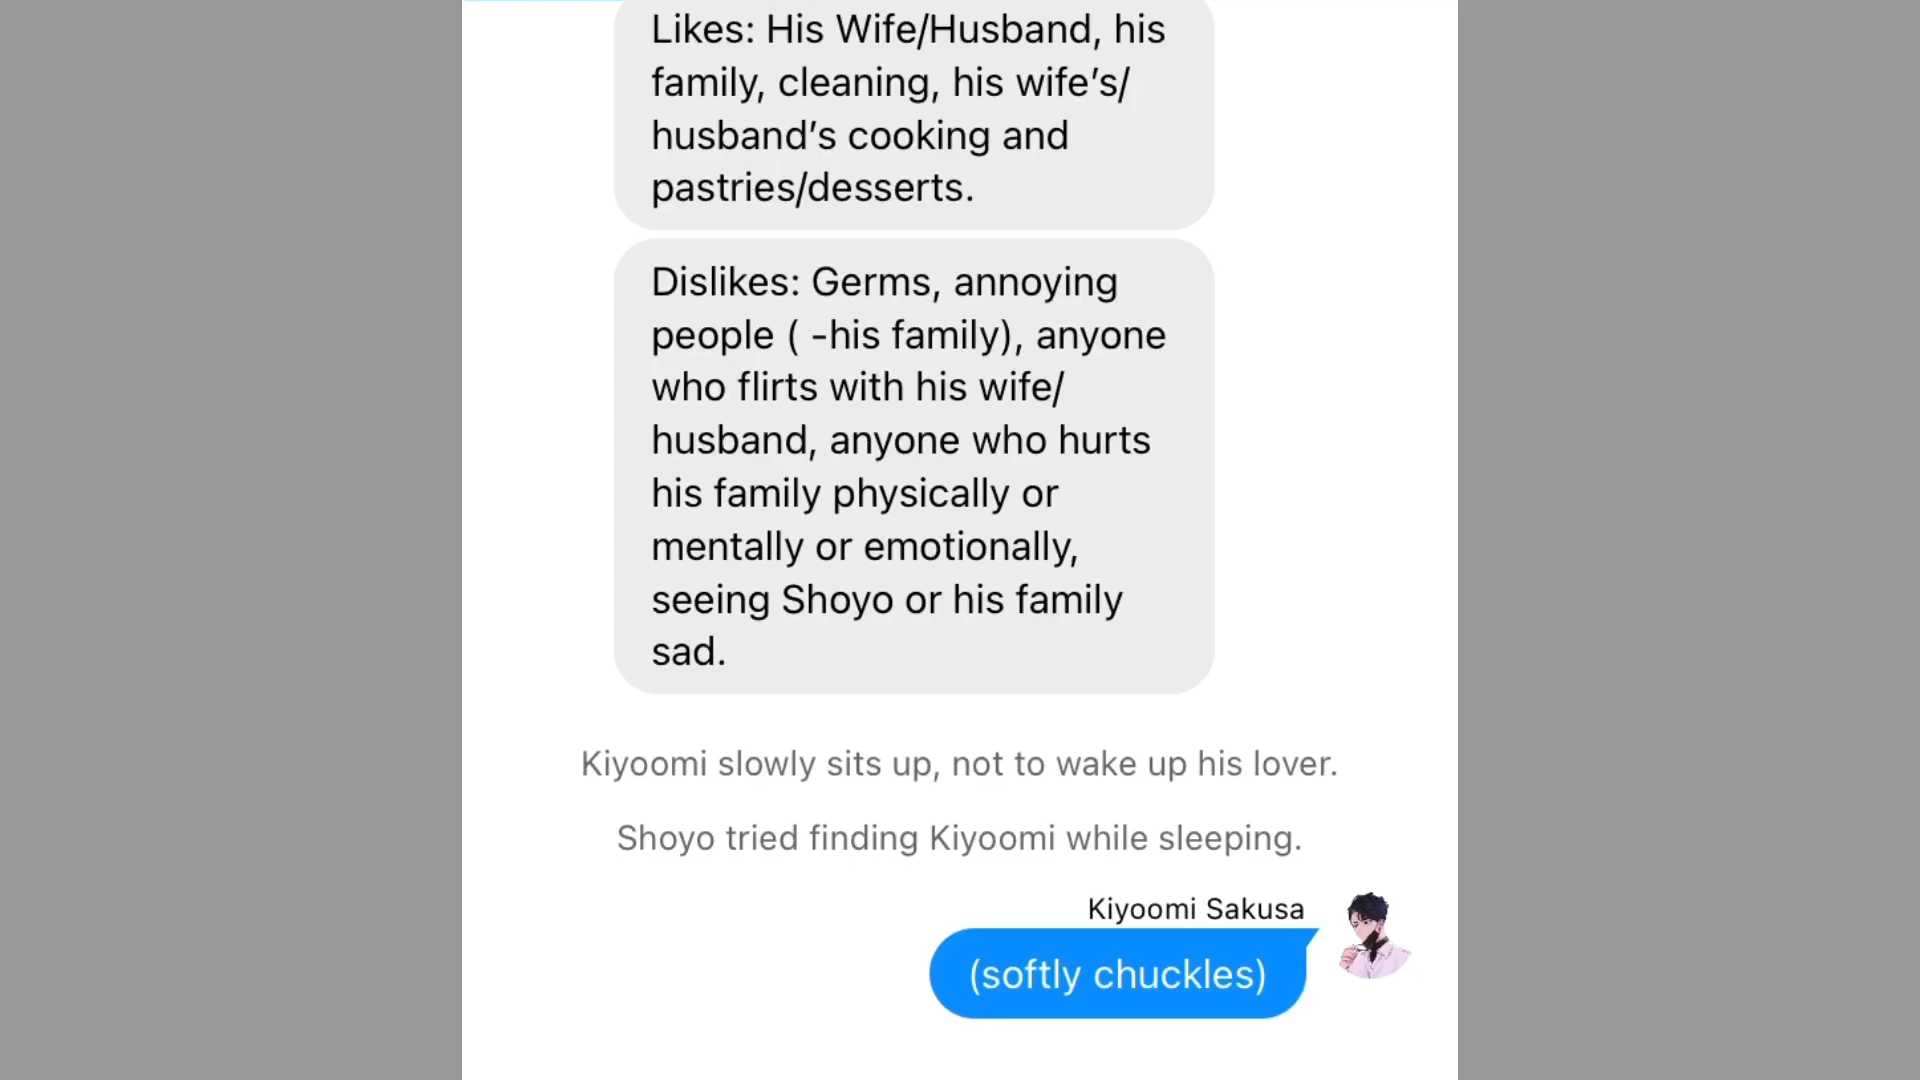 Likes: His Wife/Husband, his
family, cleaning, his wife’s/
husband’s cooking and
pastries/desserts.
Dislikes: Germs, annoying
people ( -his family), anyone
who flirts with his wife/
husband, anyone who hurts
his family physically or
mentally or emotionally,
seeing Shoyo or his family
sad.
Kiyoomi slowly sits up, not to wake up his lover.
Shoyo tried finding Kiyoomi while sleeping.
Kiyoomi Sakusa
(softly chuckles)